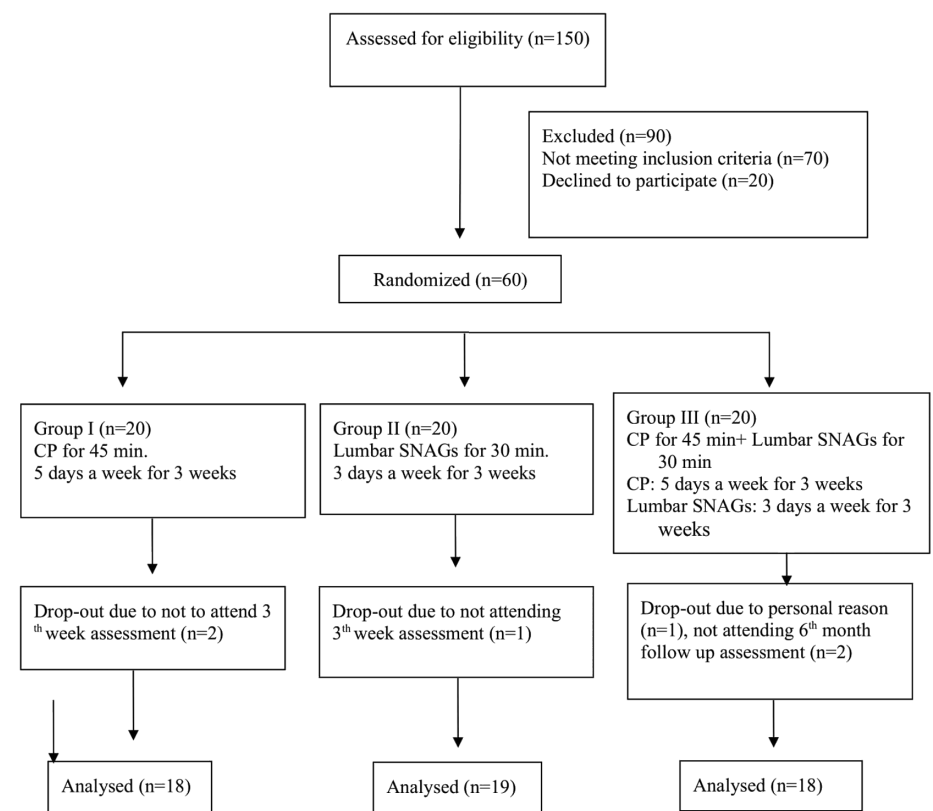 Assessed for eligibility (n=150)
Excluded (n=90)
Not meeting inclusion criteria (n=70)
Declined to participate (n=20)
Randomized (n=60)
Group I (n=20)
CP for 45 min.
5 days a week for 3 weeks
Group II (n=20)
Lumbar SNAGs for 30 min.
3 days a week for 3 weeks
Group III (n=20)
CP for 45 min+ Lumbar SNAGs for
30 min
CP: 5 days a week for 3 weeks
Lumbar SNAGs: 3 days a week for 3
weeks
Drop-out due to not to attend 3
th week assessment (n=2)
Drop-out due to not attending
3th week assessment (n=1)
Drop-out due to personal reason
(n=1), not attending 6th month
follow up assessment (n=2)
Analysed (n=18)
Analysed (n=19)
Analysed (n=18)